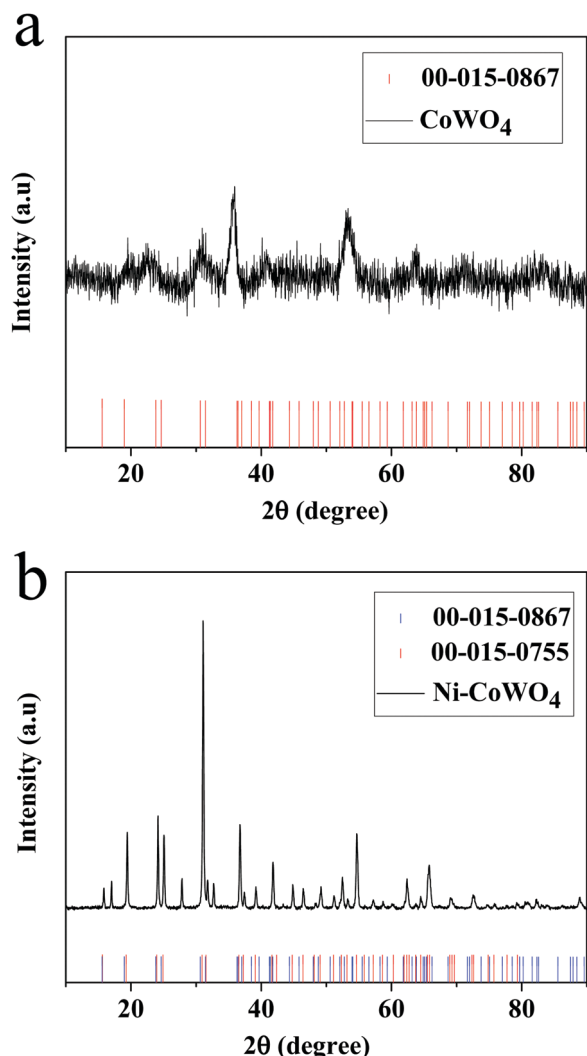 a
00-015-0867
CoWO4
Intensity (a.u)
20 40 60 80
2θ (degree)
b
00-015-0867
00-015-0755
Ni-CoWO4
Intensity (a.u)
20 40 60 80
2θ (degree)